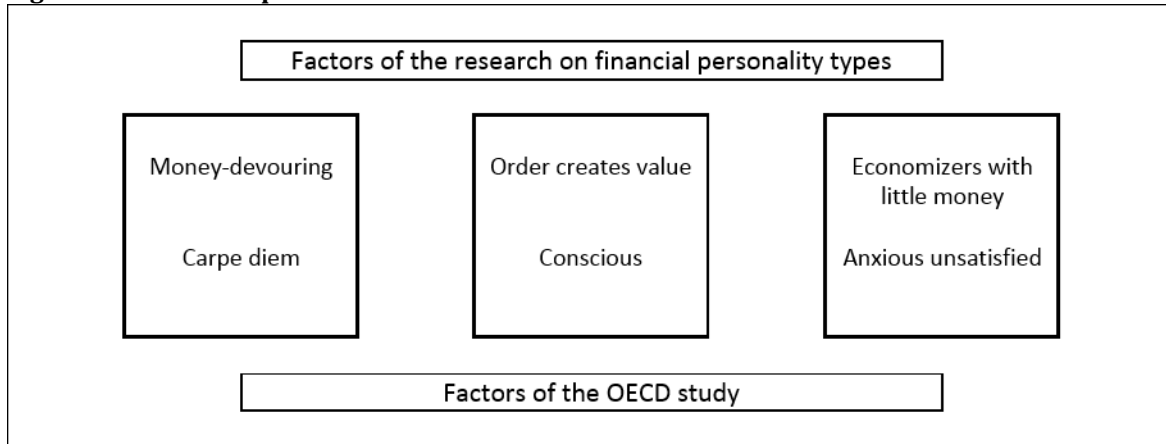 Factors of the research on financial personality types
Money-devouring
Carpe diem
Order creates value
Conscious
Economizers with
little money
Anxious unsatisfied
Factors of the OECD study